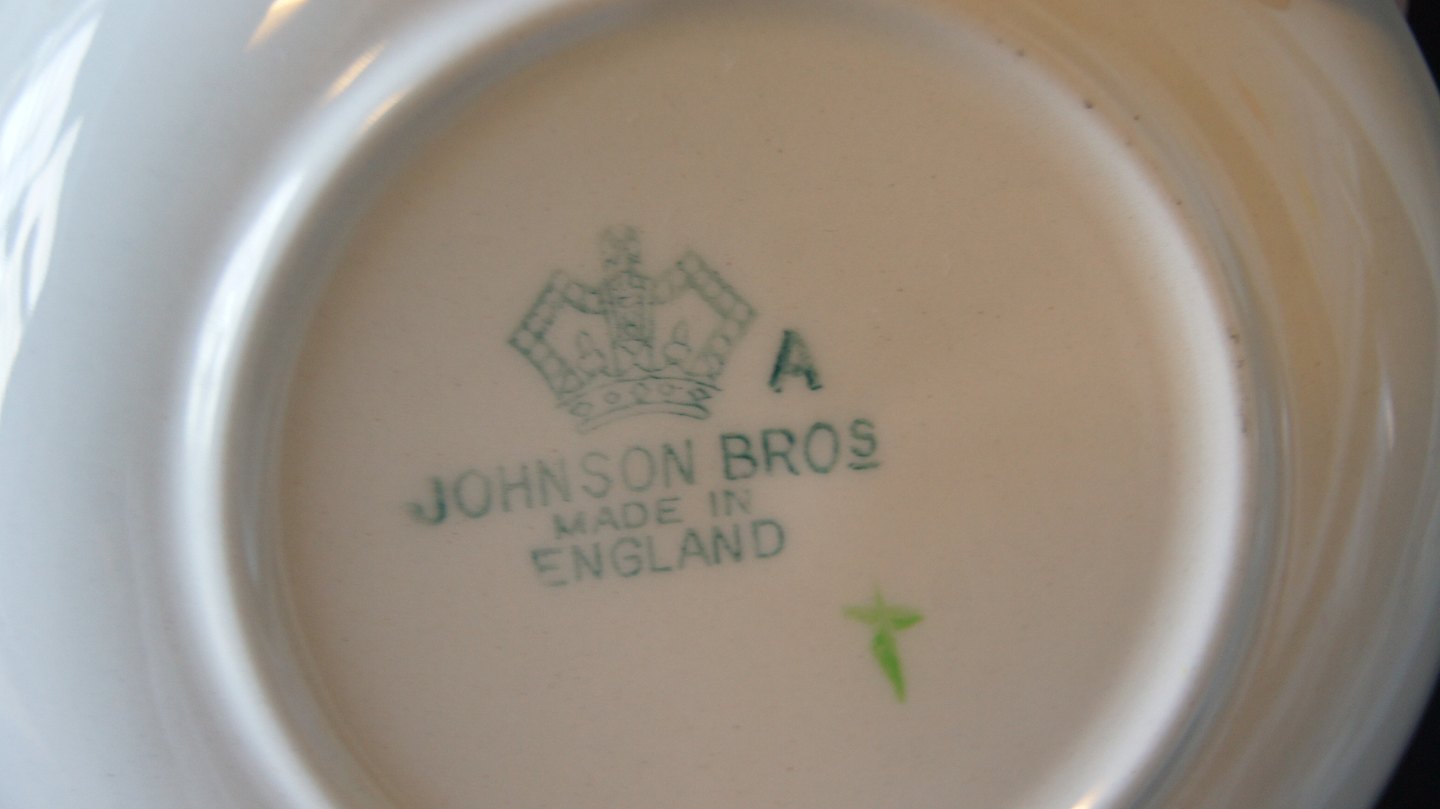 A
JOHNSON BROS
MADE IN
ENGLAND